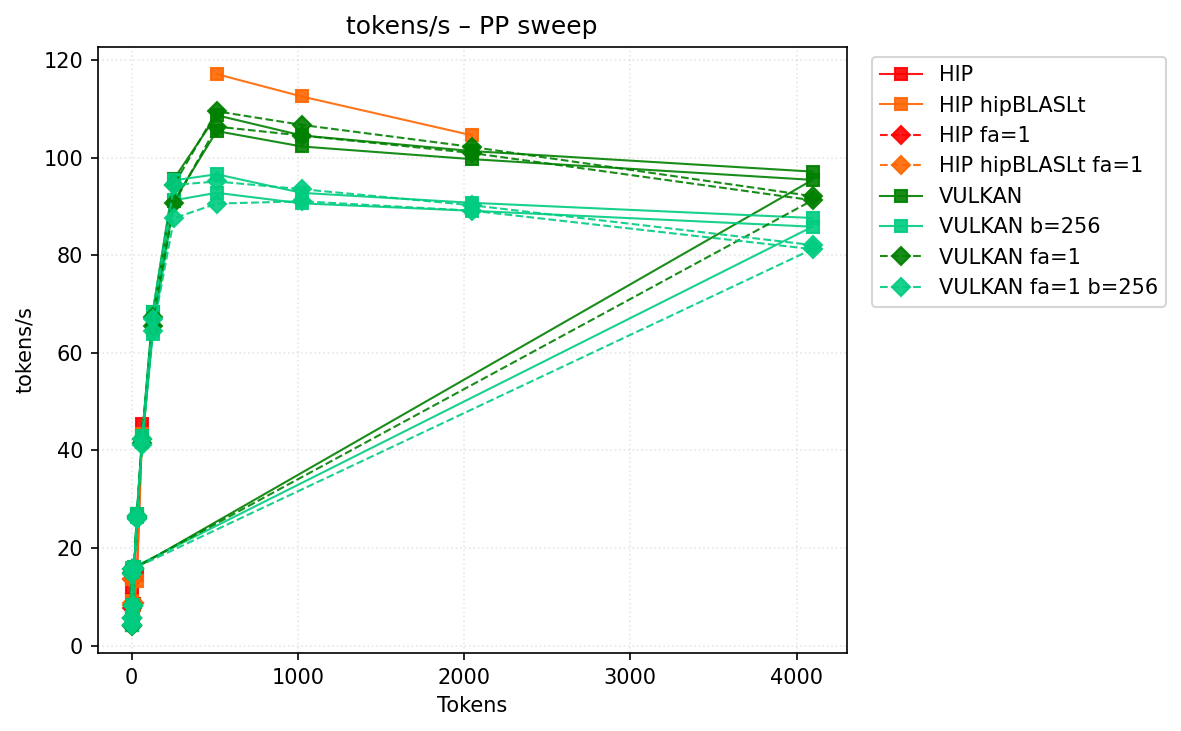 tokens/s – PP sweep
120
100
80
60
40
20
0
tokens/s
0
1000
2000
3000
4000
Tokens
HIP
HIP hipBLASLt
HIP fa=1
HIP hipBLASLt fa=1
VULKAN
VULKAN b=256
VULKAN fa=1
VULKAN fa=1 b=256